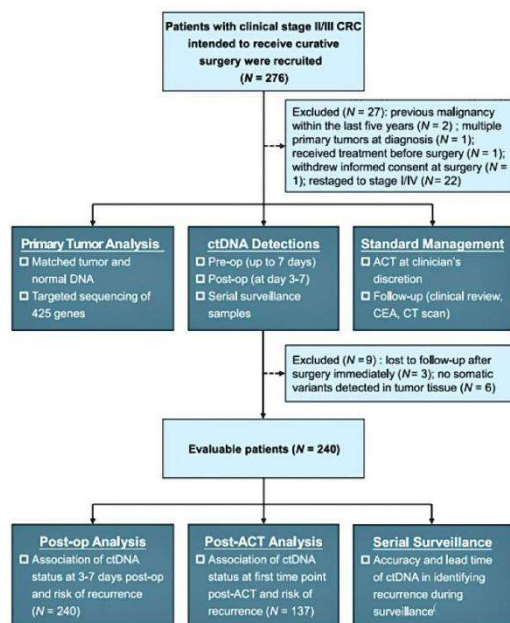 Patients with clinical stage II/III CRC
intended to receive curative
surgery were recruited
(N = 276)
Excluded (N = 27): previous malignancy
within the last five years (N = 2) ; multiple
primary tumors at diagnosis (N = 1);
received treatment before surgery (N = 1);
withdrew informed consent at surgery (N =
1); restaged to stage I/IV (N = 22)
Primary Tumor Analysis
Matched tumor and
normal DNA
Targeted sequencing of
425 genes
ctDNA Detections
Pre-op (up to 7 days)
Post-op (at day 3-7)
Serial surveillance
samples
Standard Management
ACT at clinician's
discretion
Follow-up (clinical review,
CEA, CT scan)
Excluded (N = 9) : lost to follow-up after
surgery immediately (N = 3); no somatic
variants detected in tumor tissue (N = 6)
Evaluable patients (N = 240)
Post-op Analysis
Association of ctDNA
status at 3-7 days post-op
and risk of recurrence
(N = 240)
Post-ACT Analysis
Association of ctDNA
status at first time point
post-ACT and risk of
recurrence (N = 137)
Serial Surveillance
Accuracy and lead time
of ctDNA in identifying
recurrence during
surveillance